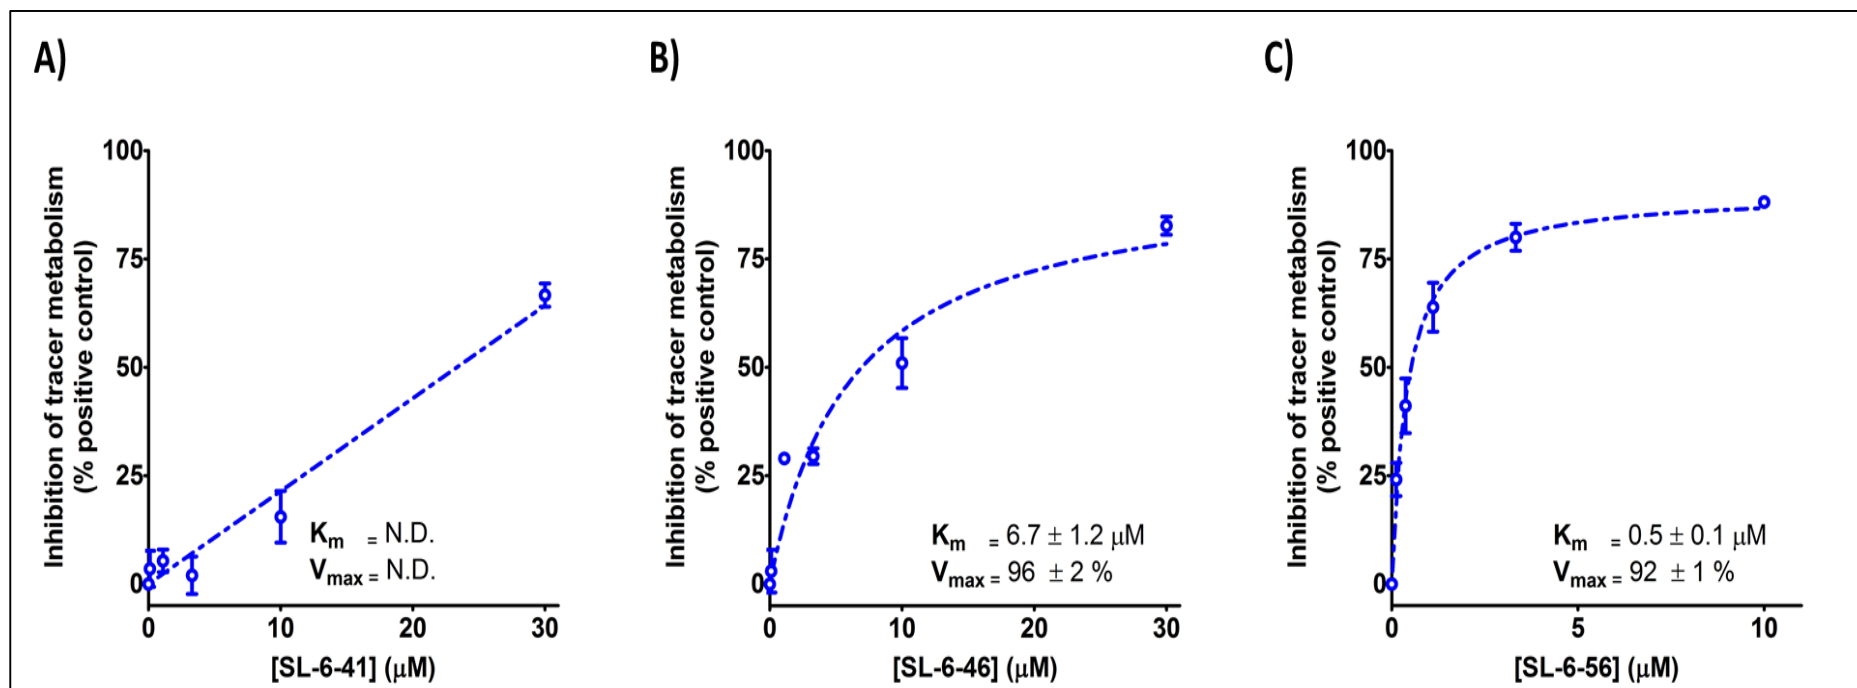 A)
Inhibition of tracer metabolism
(% positive control)
100
75
50
25
0
Km = N.D.
Vmax = N.D.
0 10 20 30
[SL-6-41] (μM)
B)
Inhibition of tracer metabolism
(% positive control)
100
75
50
25
0
Km = 6.7 ± 1.2 μM
Vmax = 96 ± 2 %
0 10 20 30
[SL-6-46] (μM)
C)
Inhibition of tracer metabolism
(% positive control)
100
75
50
25
0
Km = 0.5 ± 0.1 μM
Vmax = 92 ± 1 %
0 5 10
[SL-6-56] (μM)